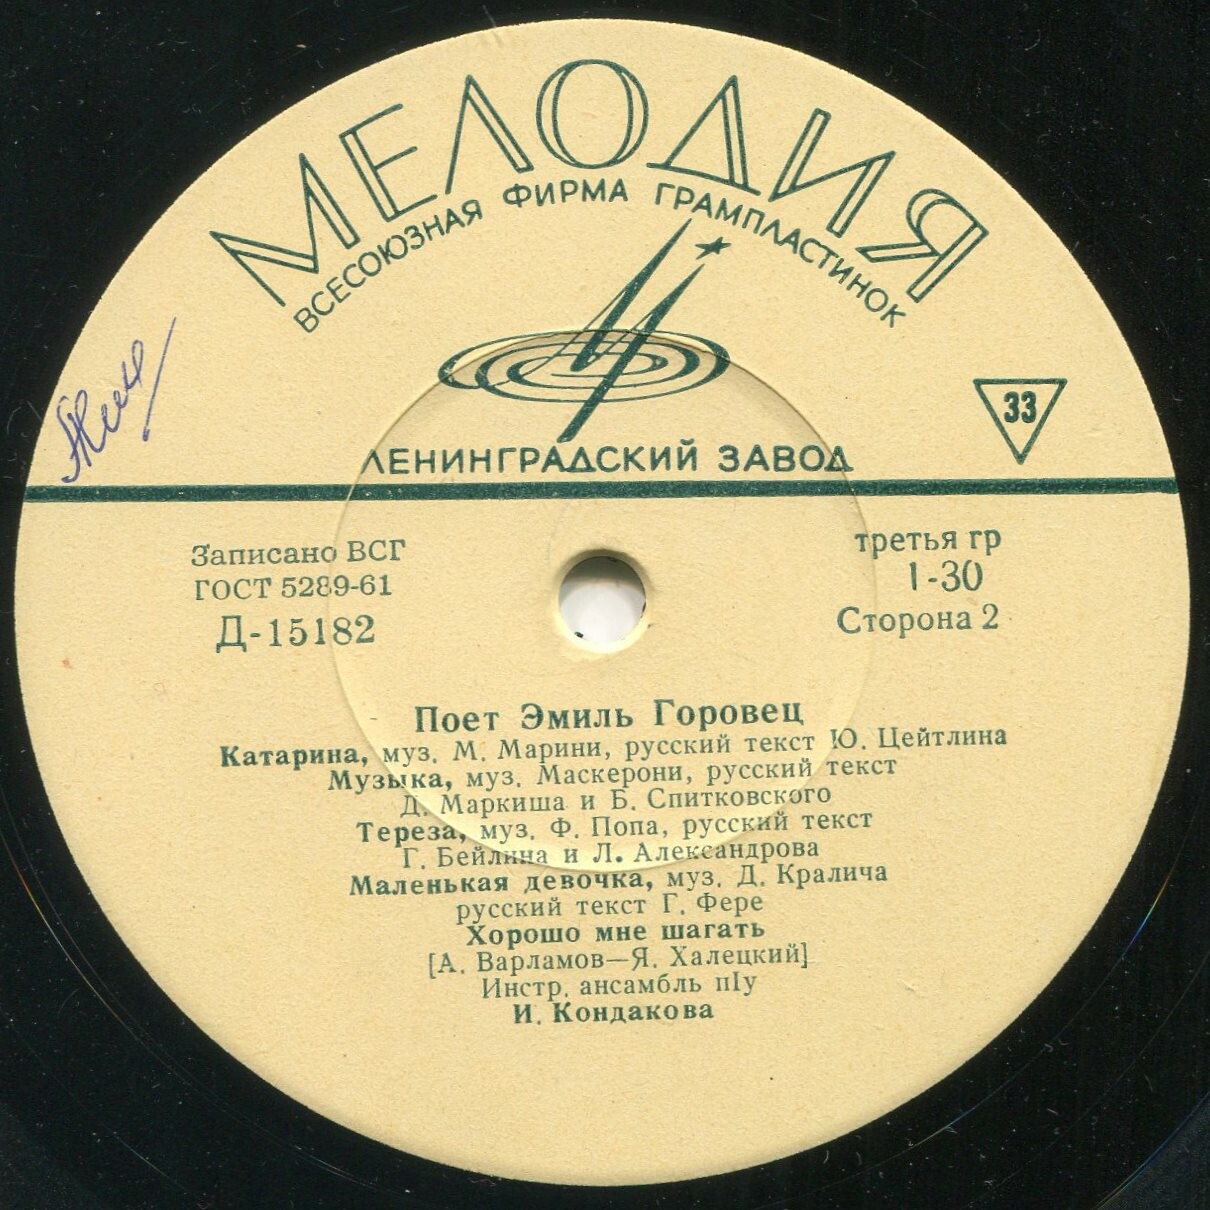 МЕЛОДИЯ
ВСЕСОЮЗНАЯ ФИРМА ГРАМПЛАСТИНОК
33
ЛЕНИНГРАДСКИЙ ЗАВОД
Записано ВСГ
ГОСТ 5289-61
Д-15182
третья гр
1-30
Сторона 2
Поет Эмиль Горовец
Катарина, муз. М. Марини, русский текст Ю. Цейтлина
Музыка, муз. Маскерони, русский текст
Д. Маркиша и Б. Спитковского
Тереза, муз. Ф. Попа, русский текст
Г. Бейлина и Л. Александрова
Маленькая девочка, муз. Д. Кралича
русский текст Г. Фере
Хорошо мне шагать
[А. Варламов—Я. Халецкий]
Инстр. ансамбль п/у
И. Кондакова